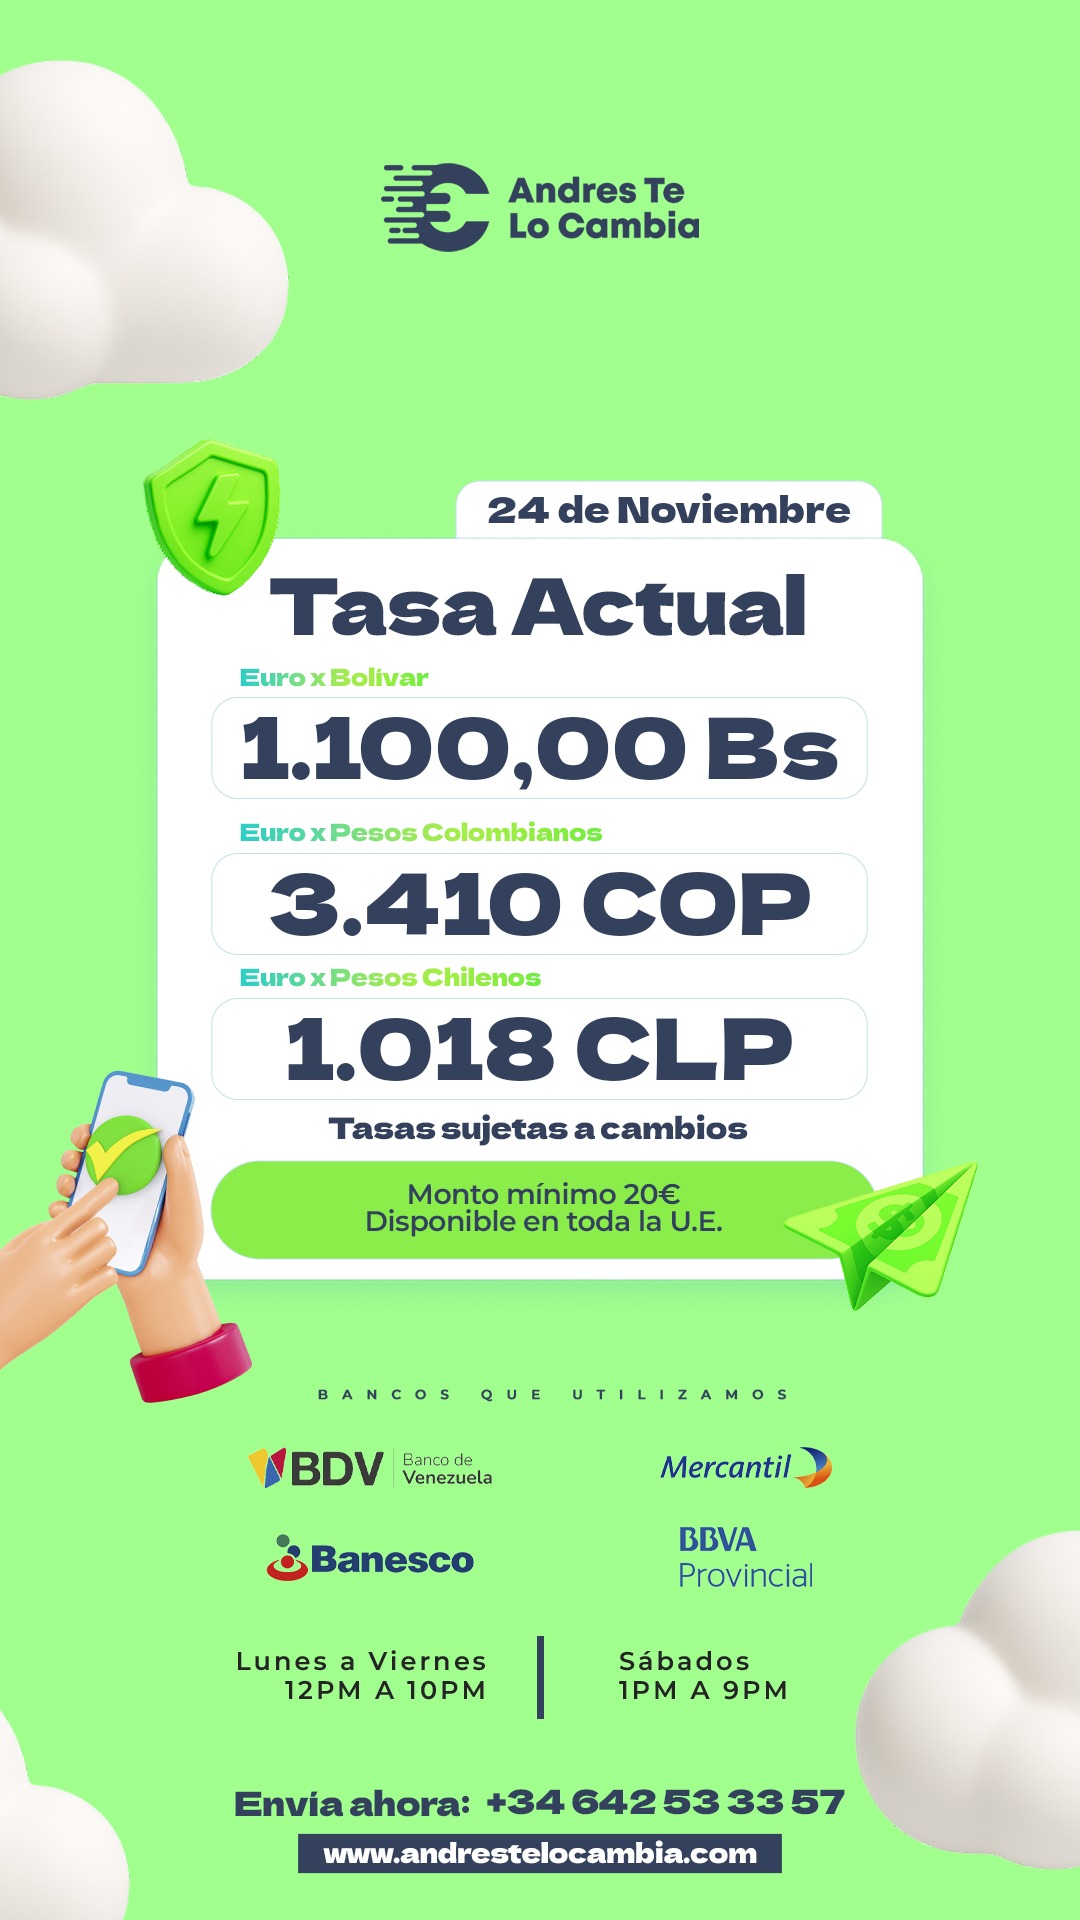 Andres Te
Lo Cambia
24 de Noviembre
Tasa Actual
Euro x Bolívar
1.100,00 Bs
Euro x Pesos Colombianos
3.410 COP
Euro x Pesos Chilenos
1.018 CLP
Tasas sujetas a cambios
Monto mínimo 20€
Disponible en toda la U.E.
BANCOS QUE UTILIZAMOS
BDV Banco de
Venezuela
Mercantil
Banesco
BBVA
Provincial
Lunes a Viernes
12PM A 10PM
Sábados
1PM A 9PM
Envía ahora: +34 642 53 33 57
www.andrestelocambia.com